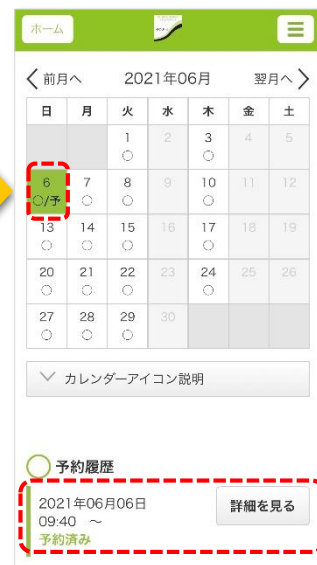 ホーム
前月へ 2021年06月 翌月へ
日 月 火 水 木 金 土
1 2 3 4 5
○ ○
6 7 8 9 10 11 12
○/予 ○ ○ ○
13 14 15 16 17 18 19
○ ○ ○ ○
20 21 22 23 24 25 26
○ ○ ○ ○
27 28 29 30
○ ○ ○
カレンダーアイコン説明
予約履歴
2021年06月06日
09:40 ～
予約済み
詳細を見る